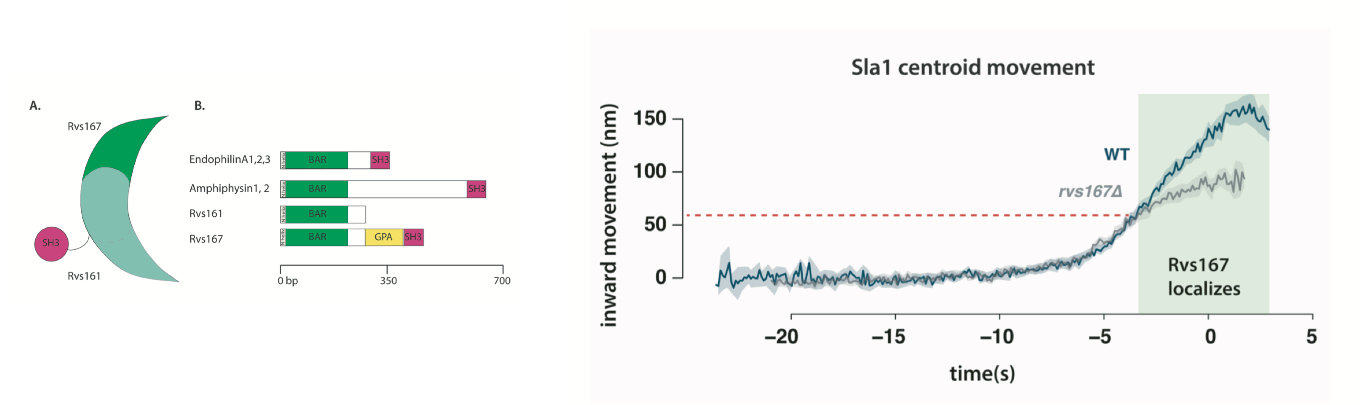 A.
Rvs167
SH3
Rvs161
B.
EndophilinA1,2,3 BAR SH3
Amphiphysin1, 2 BAR SH3
Rvs161 BAR
Rvs167 BAR GPA SH3
0 bp 350 700
Sla1 centroid movement
inward movement (nm)
150
100
50
0
WT
rvs167Δ
Rvs167
localizes
−20 −15 −10 −5 0 5
time(s)